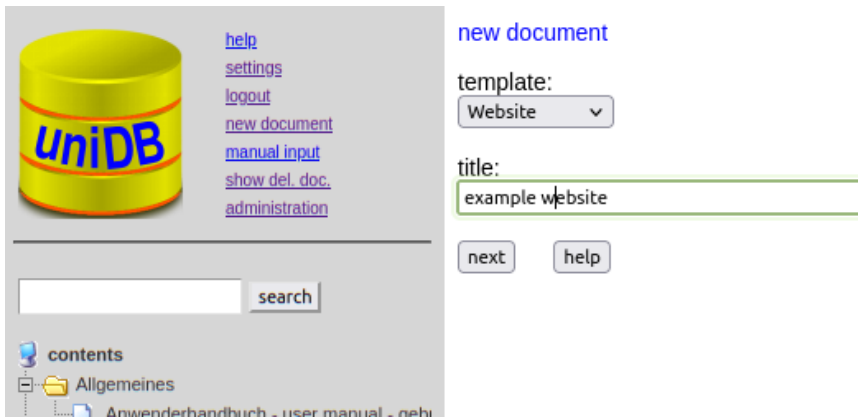 uniDB
help
settings
logout
new document
manual input
show del. doc.
administration
search
contents
Allgemeines
Anwenderhandbuch - user manual -
new document
template:
Website
title:
example website
next
help